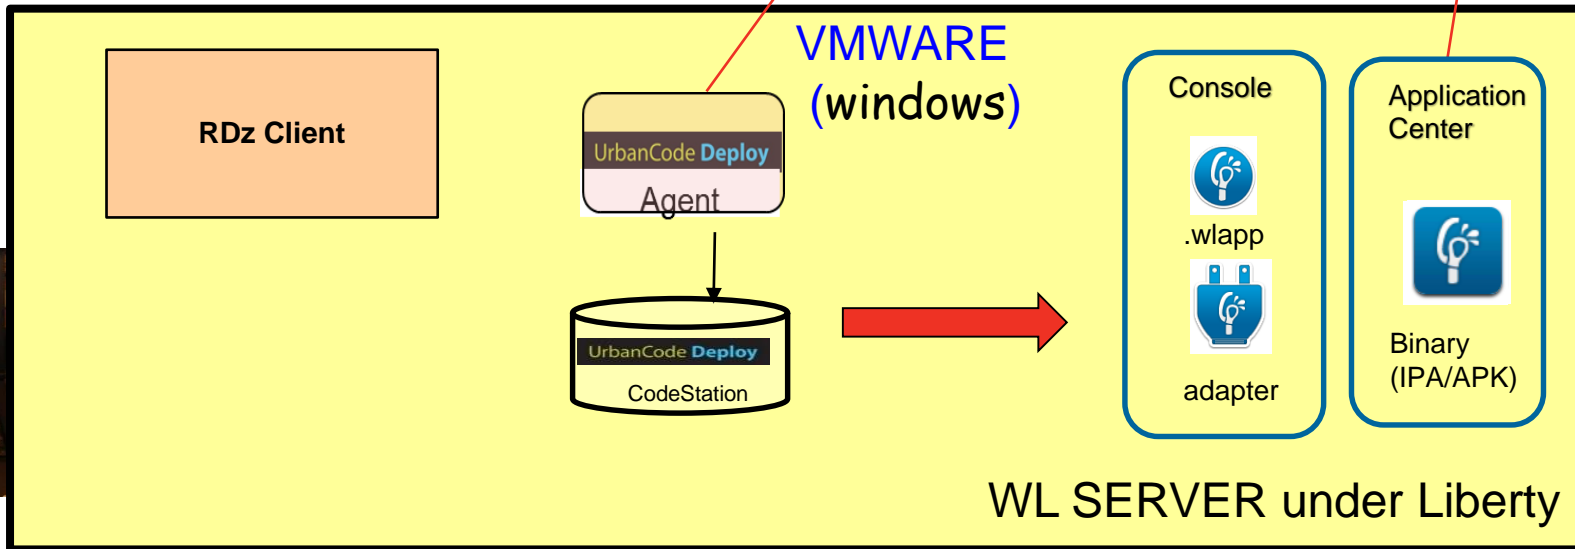 VMWARE
(windows)
RDz Client
UrbanCode Deploy
Agent
UrbanCode Deploy
CodeStation
Console
.wlapp
adapter
Application
Center
Binary
(IPA/APK)
WL SERVER under Liberty